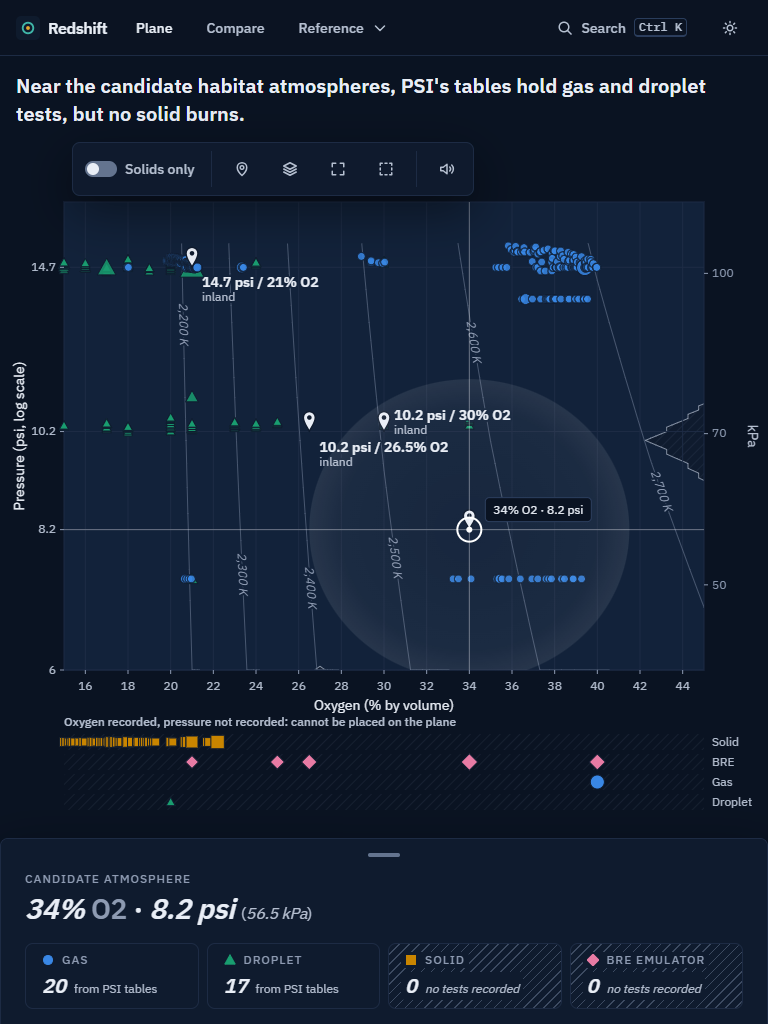 Redshift Plane Compare Reference Search Ctrl K
Near the candidate habitat atmospheres, PSI's tables hold gas and droplet
tests, but no solid burns.
Solids only
14.7
100
14.7 psi / 21% O2
inland
2,200 K
2,600 K
10.2 psi / 30% O2
inland
10.2
70
10.2 psi / 26.5% O2
inland
Pressure (psi, log scale)
kPa
2,700 K
34% O2 · 8.2 psi
8.2
2,300 K
2,400 K
2,500 K
50
6
16 18 20 22 24 26 28 30 32 34 36 38 40 42 44
Oxygen (% by volume)
Oxygen recorded, pressure not recorded: cannot be placed on the plane
Solid
BRE
Gas
Droplet
CANDIDATE ATMOSPHERE
34% O2 · 8.2 psi (56.5 kPa)
GAS
20 from PSI tables
DROPLET
17 from PSI tables
SOLID
0 no tests recorded
BRE EMULATOR
0 no tests recorded